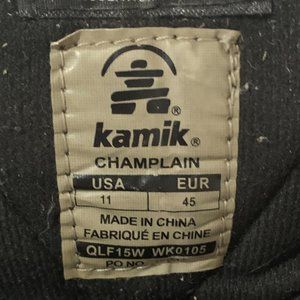 ®
kamik®
CHAMPLAIN
USA EUR
11 45
MADE IN CHINA
FABRIQUÉ EN CHINE
QLF15W WK0105
PO NO